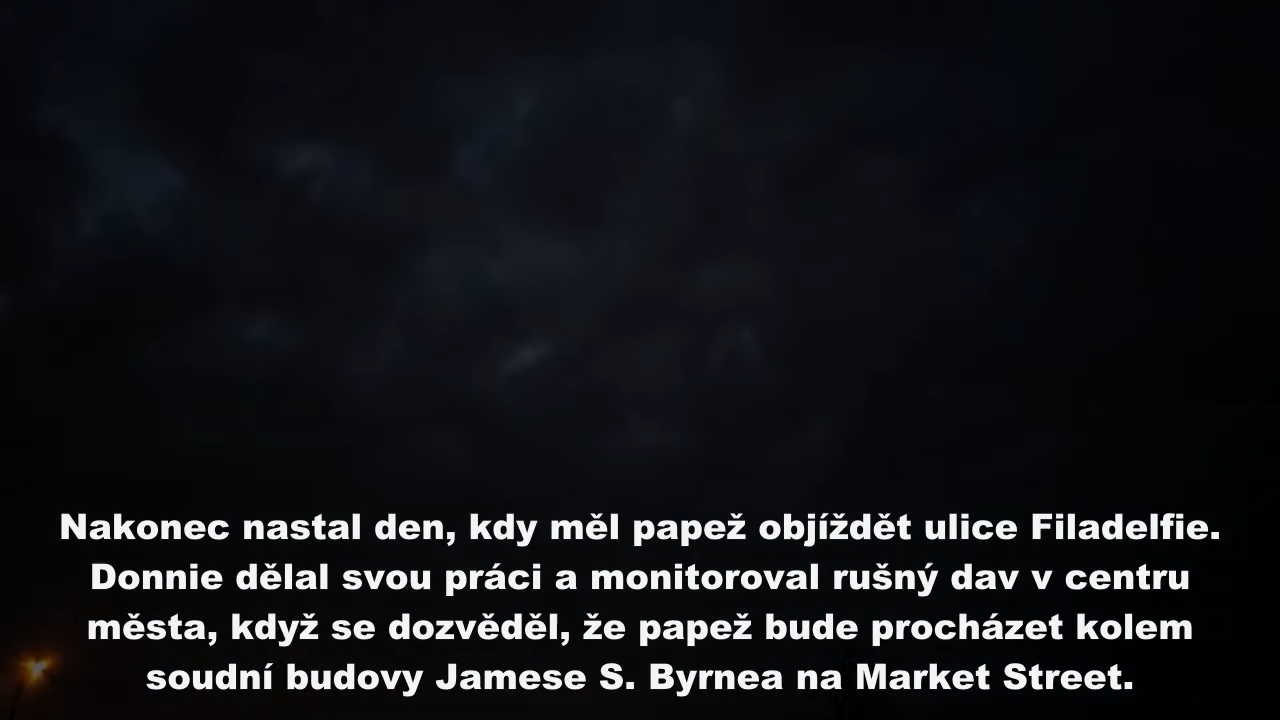 Nakonec nastal den, kdy měl papež objíždět ulice Filadelfie.
Donnie dělal svou práci a monitoroval rušný dav v centru
města, když se dozvěděl, že papež bude procházet kolem
soudní budovy Jamese S. Byrnea na Market Street.